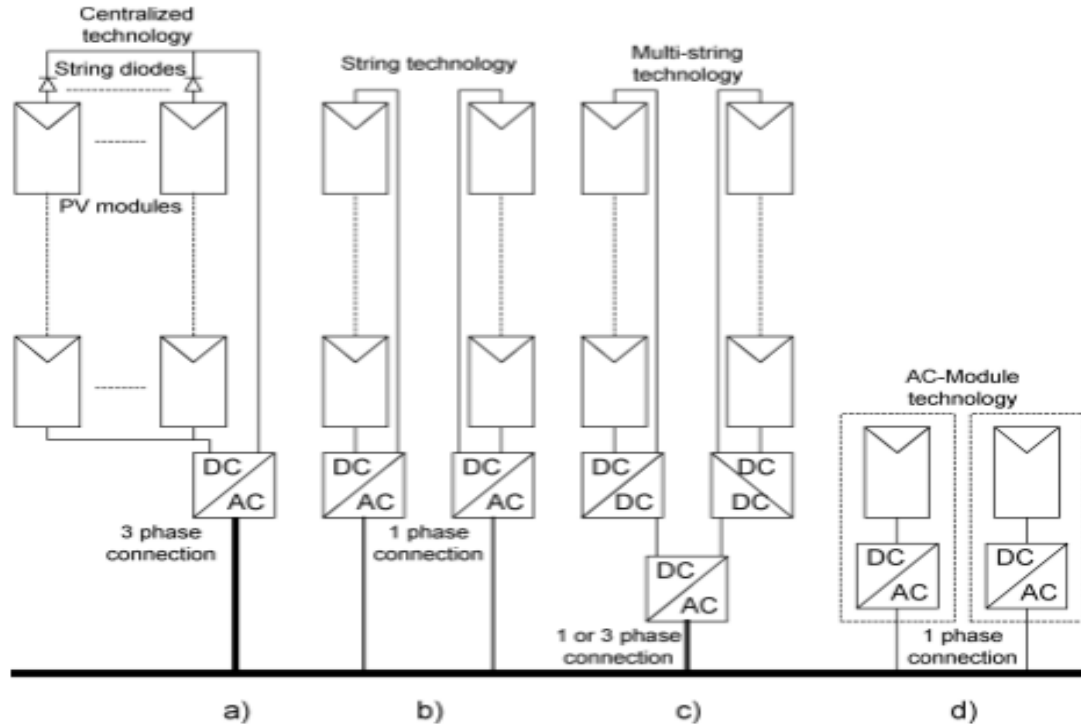 Centralized
technology
String diodes
PV modules
DC
AC
3 phase
connection
String technology
DC
AC
DC
AC
1 phase
connection
Multi-string
technology
DC
DC
DC
DC
DC
AC
1 or 3 phase
connection
AC-Module
technology
DC
AC
DC
AC
1 phase
connection
a)
b)
c)
d)